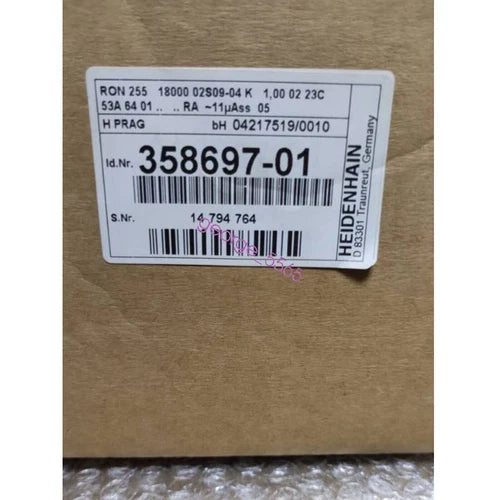 RON 255 18000 02S09-04 K 1,00 02 23C
53A 64 01 .. .. RA ~11µAss 05
H PRAG bH 04217519/0010
Id.Nr. 358697-01
S.Nr. 14 794 764
HEIDENHAIN
D 83301 Traunreut, Germany
george_5565